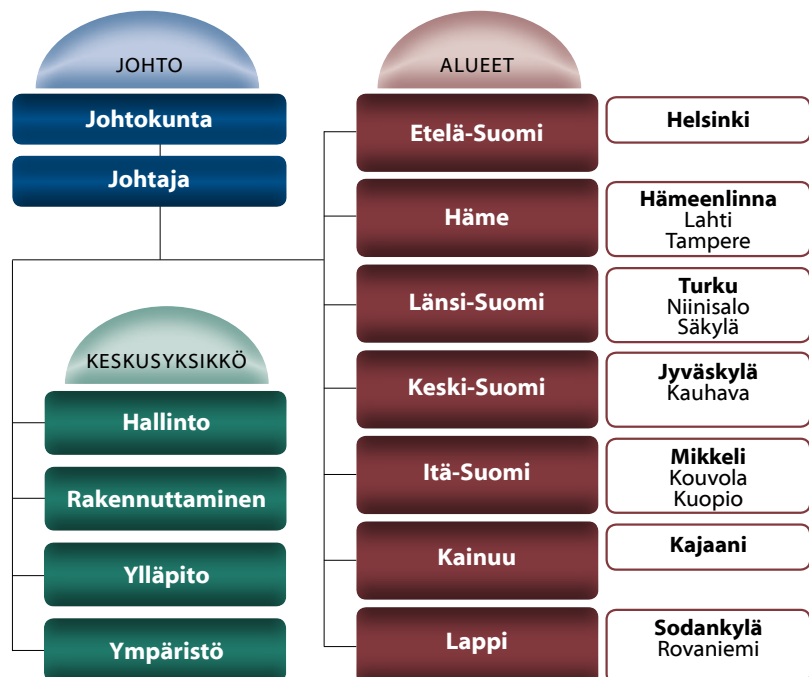 JOHTO
Johtokunta
Johtaja
KESKUSYKSIKKÖ
Hallinto
Rakennuttaminen
Ylläpito
Ympäristö
ALUEET
Etelä-Suomi
Helsinki
Häme
Hämeenlinna
Lahti
Tampere
Länsi-Suomi
Turku
Niinisalo
Säkylä
Keski-Suomi
Jyväskylä
Kauhava
Itä-Suomi
Mikkeli
Kouvola
Kuopio
Kainuu
Kajaani
Lappi
Sodankylä
Rovaniemi